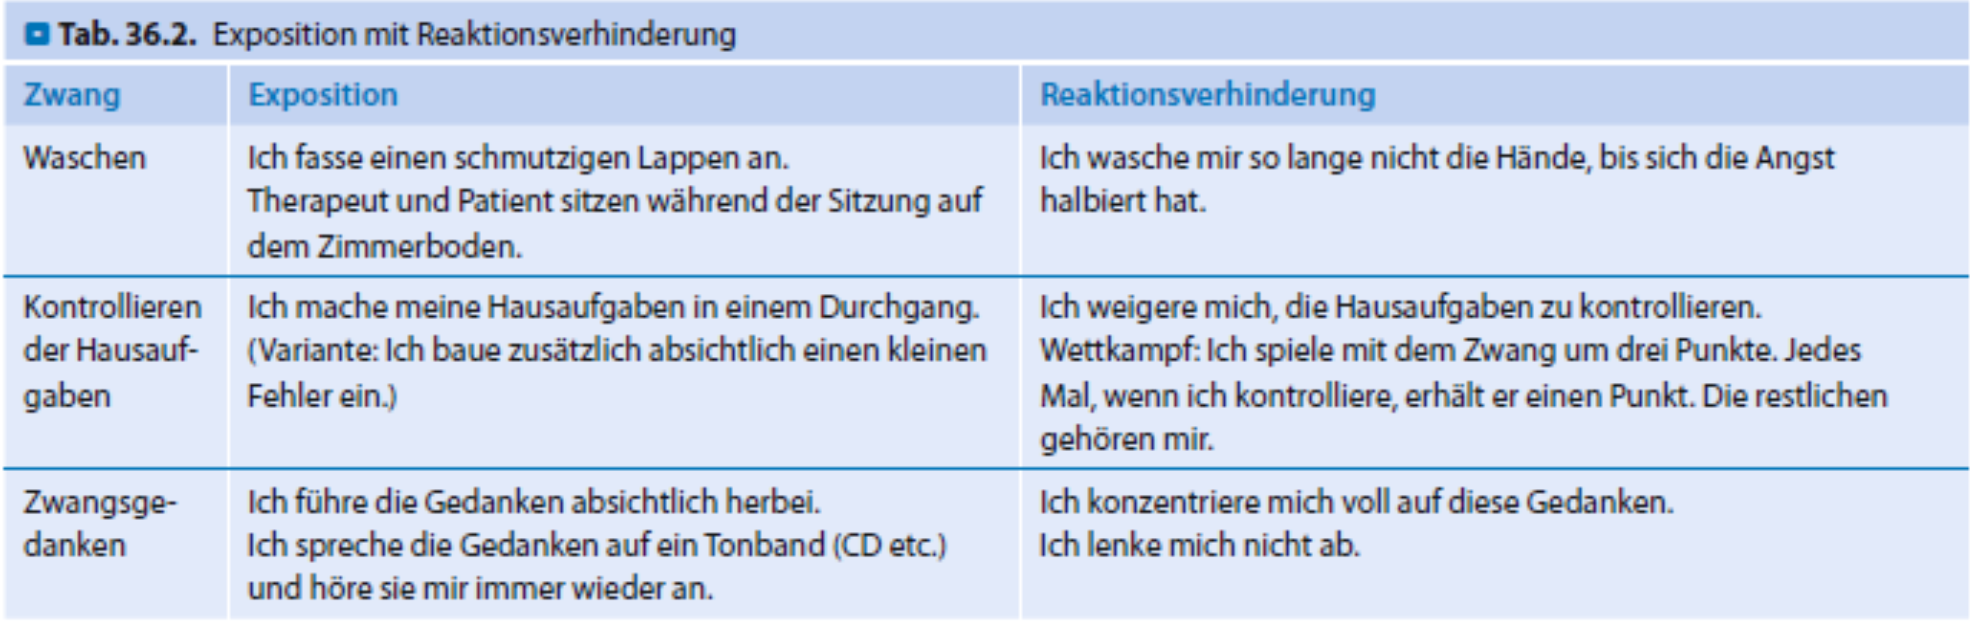 Tab. 36.2. Exposition mit Reaktionsverhinderung
Zwang
Exposition
Reaktionsverhinderung
Waschen
Ich fasse einen schmutzigen Lappen an.
Therapeut und Patient sitzen während der Sitzung auf
dem Zimmerboden.
Ich wasche mir so lange nicht die Hände, bis sich die Angst
halbiert hat.
Kontrollieren
der Hausauf-
gaben
Ich mache meine Hausaufgaben in einem Durchgang.
(Variante: Ich baue zusätzlich absichtlich einen kleinen
Fehler ein.)
Ich weigere mich, die Hausaufgaben zu kontrollieren.
Wettkampf: Ich spiele mit dem Zwang um drei Punkte. Jedes
Mal, wenn ich kontrolliere, erhält er einen Punkt. Die restlichen
gehören mir.
Zwangsge-
danken
Ich führe die Gedanken absichtlich herbei.
Ich spreche die Gedanken auf ein Tonband (CD etc.)
und höre sie mir immer wieder an.
Ich konzentriere mich voll auf diese Gedanken.
Ich lenke mich nicht ab.